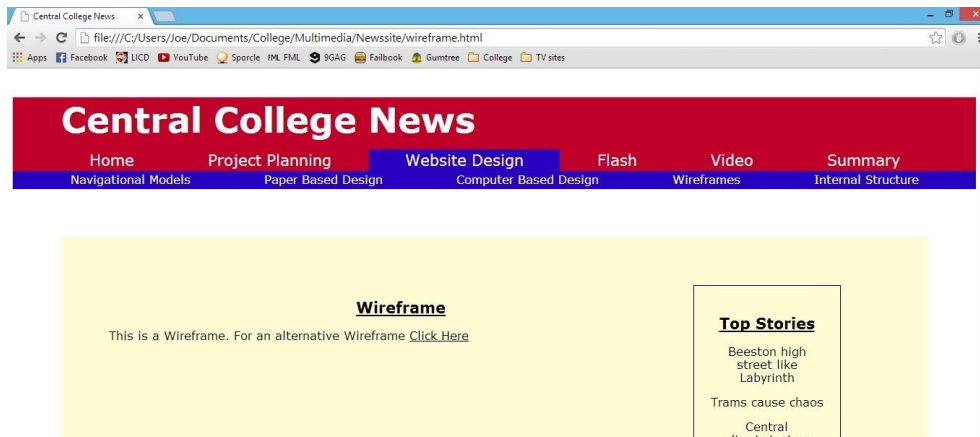 Central College News
file:///C:/Users/Joe/Documents/College/Multimedia/Newssite/wireframe.html
Apps Facebook LICD YouTube Sporcle FML FML 9GAG Failbook Gumtree College TV sites
Central College News
Home Project Planning Website Design Flash Video Summary
Navigational Models Paper Based Design Computer Based Design Wireframes Internal Structure
Wireframe
This is a Wireframe. For an alternative Wireframe Click Here
Top Stories
Beeston high
street like
Labyrinth
Trams cause chaos
Central